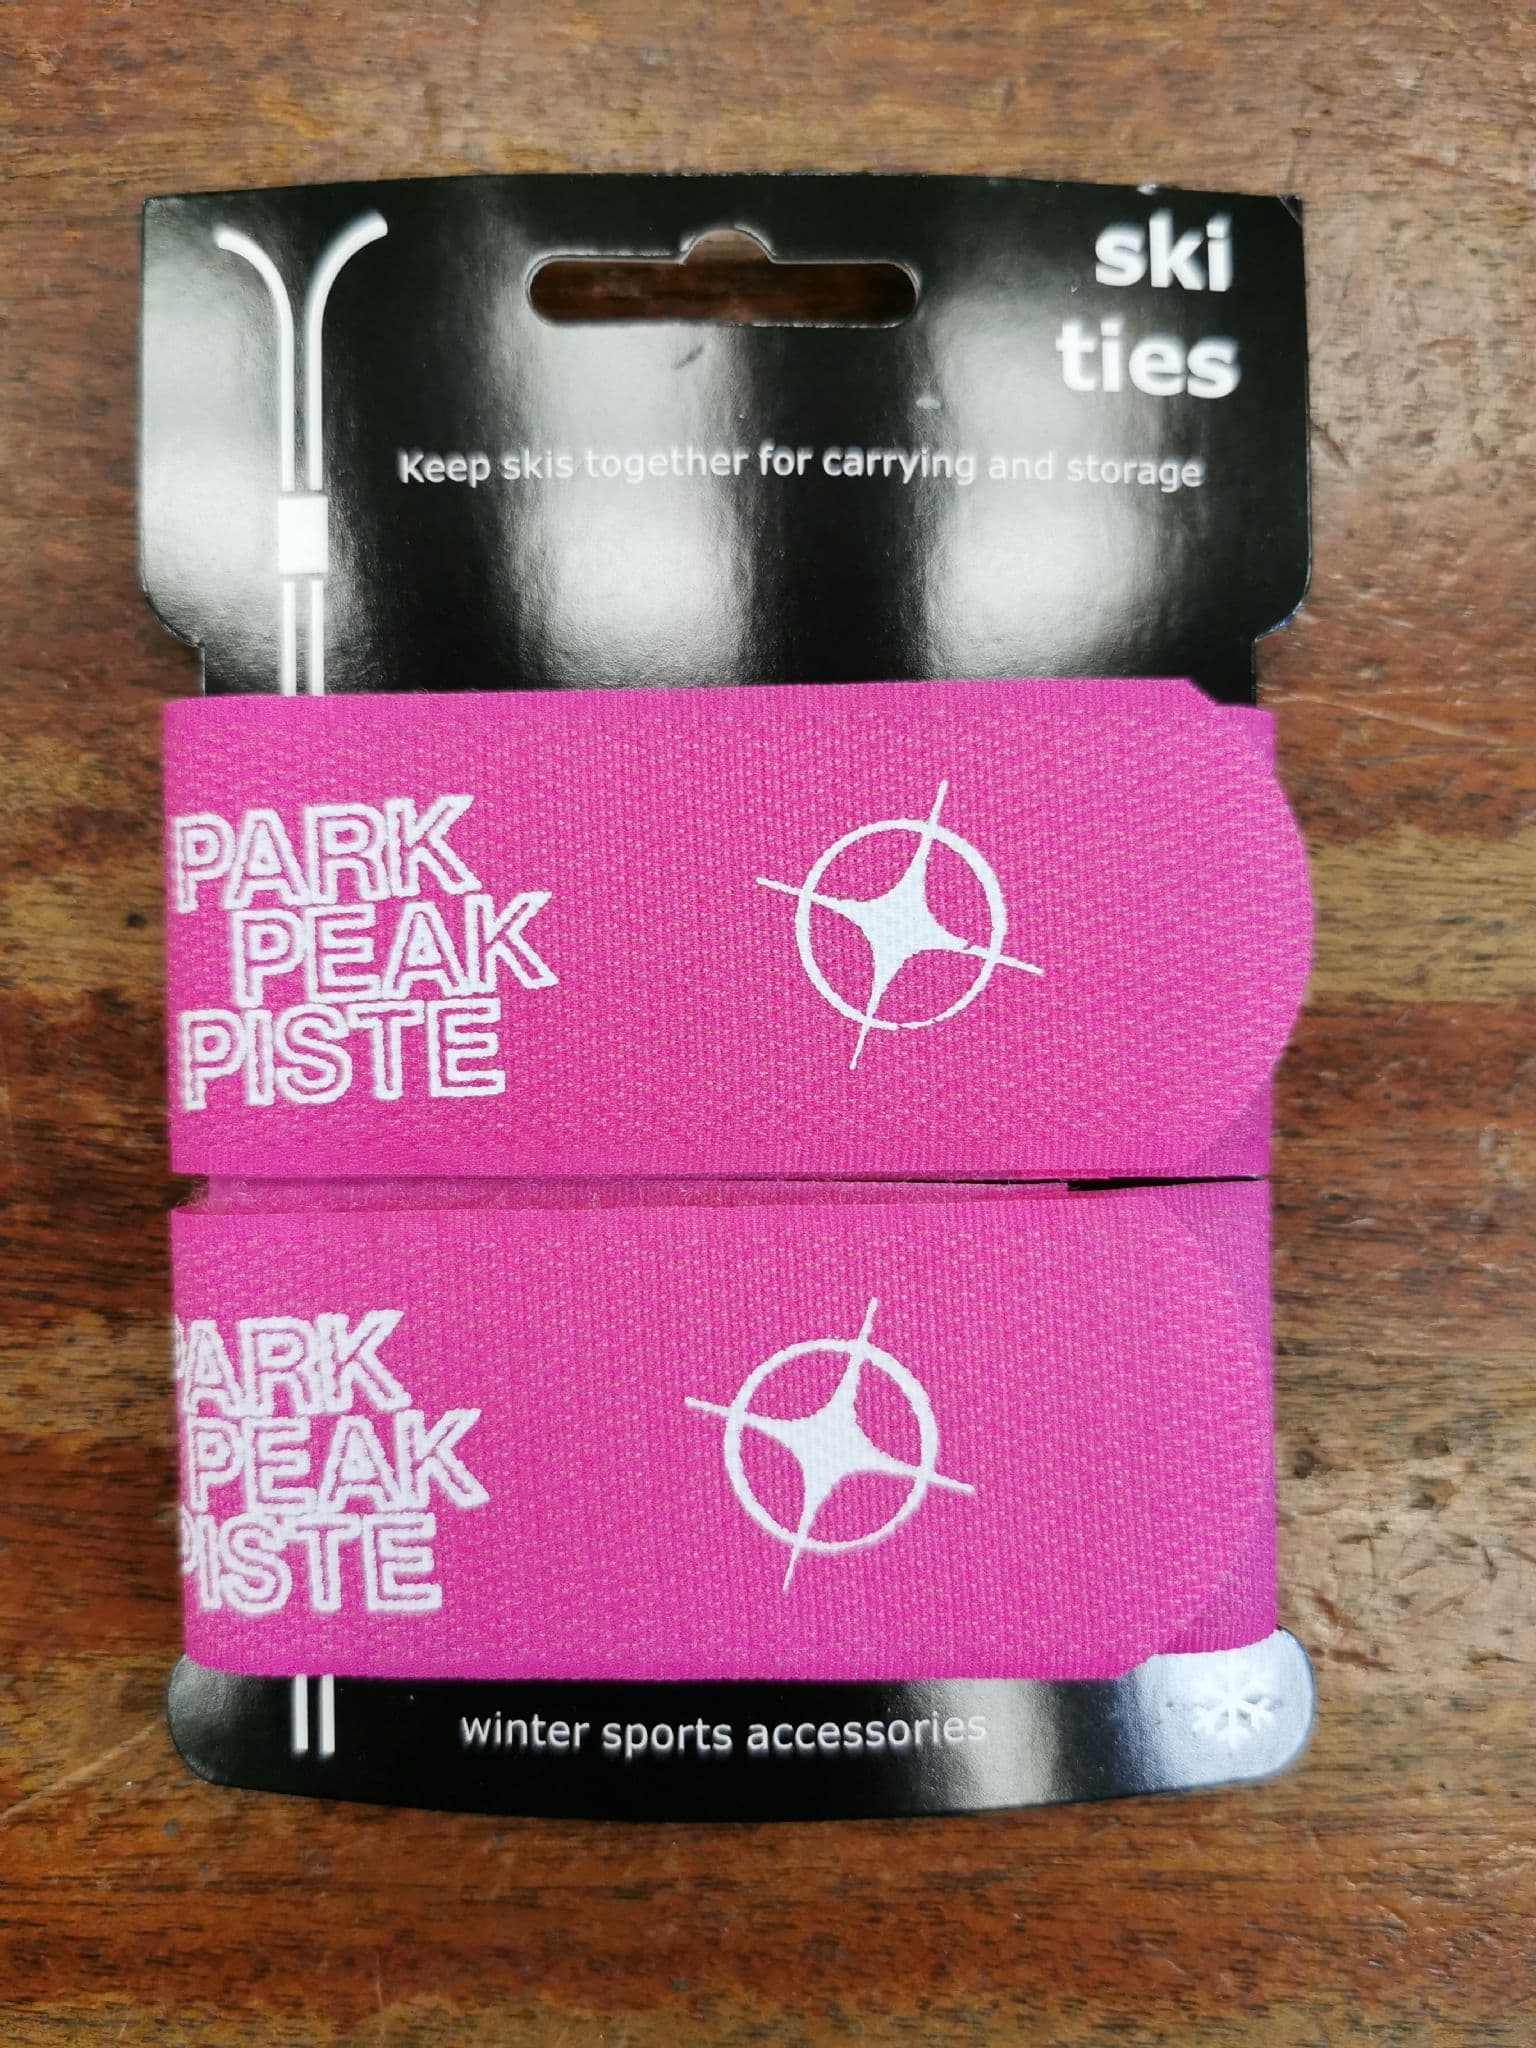 ski
ties
Keep skis together for carrying and storage
PARK
PEAK
PISTE
PARK
PEAK
PISTE
winter sports accessories